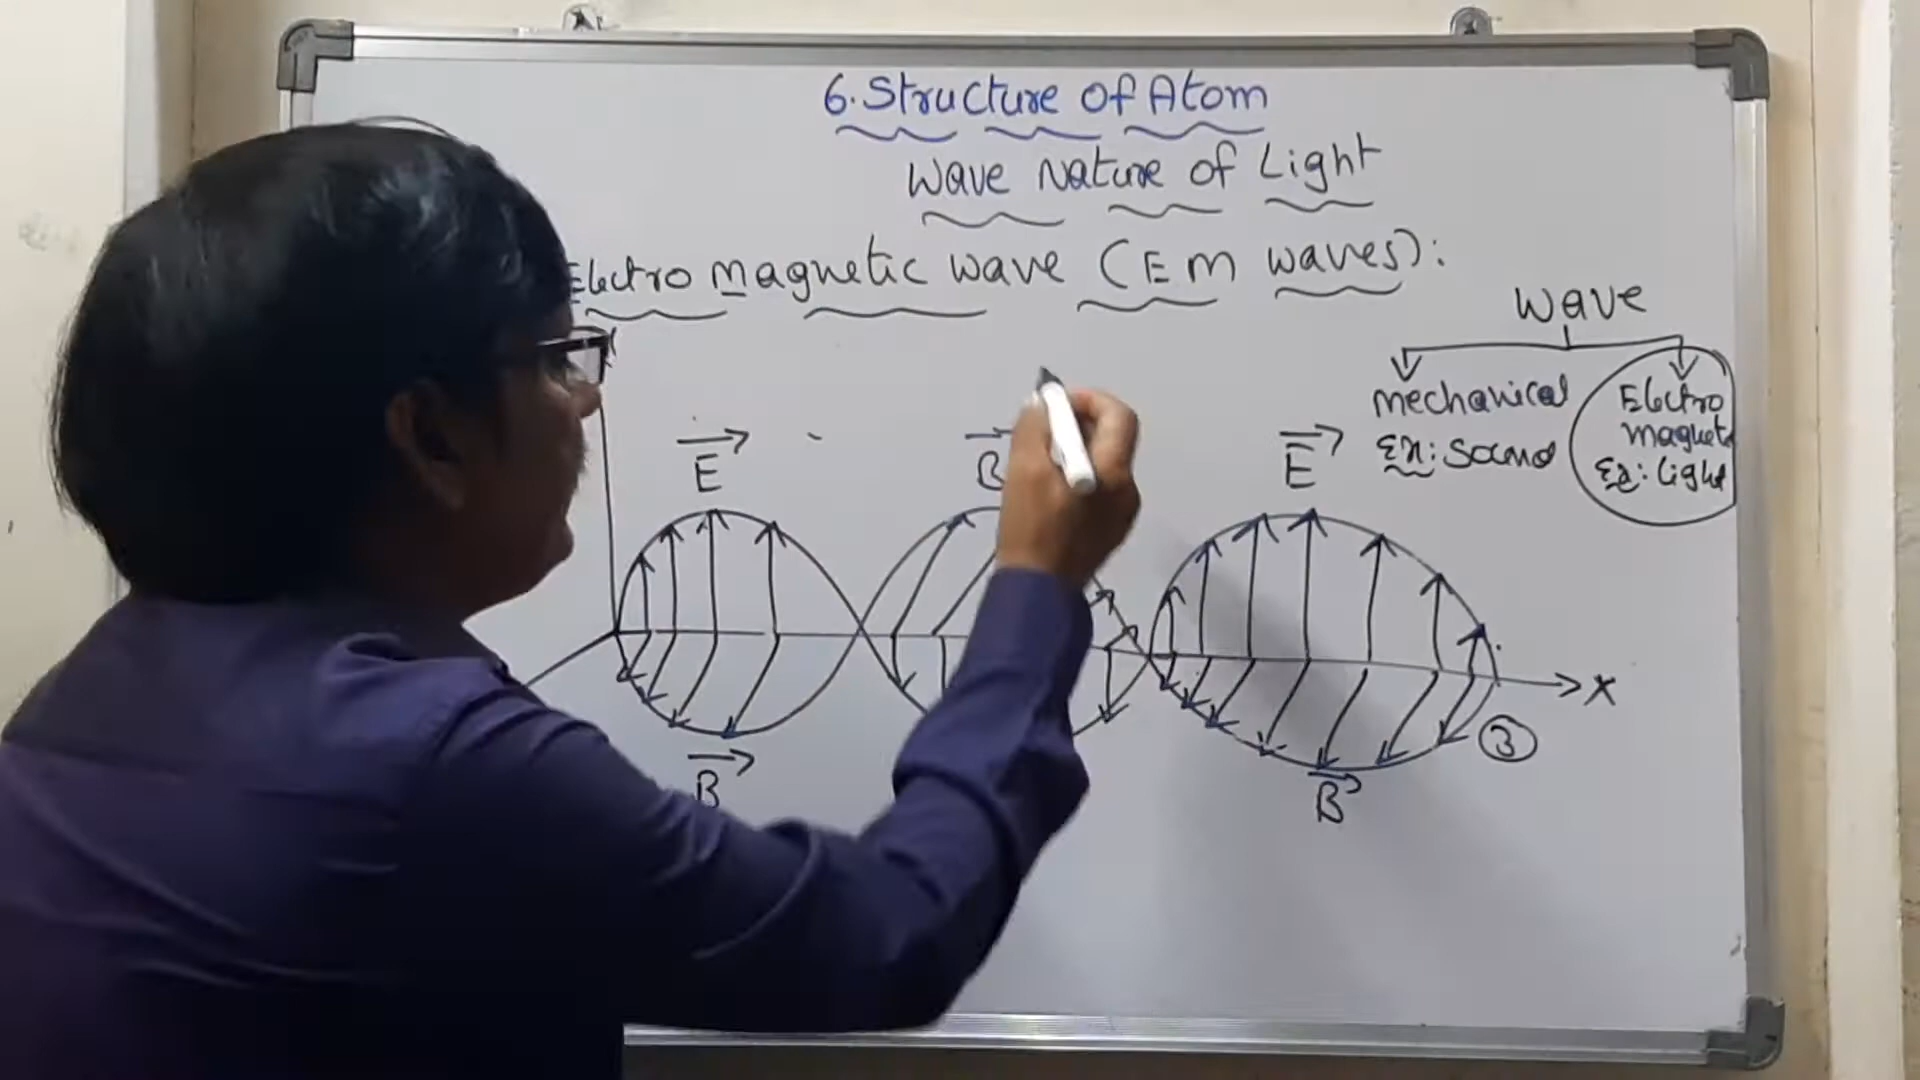 6. Structure of Atom
Wave Nature of Light
Electro Magnetic wave (EM waves):
Wave
Mechanical
Ex: Sound
Electro
Magnet
Ex: Light
E
B
E
X
3
B
B